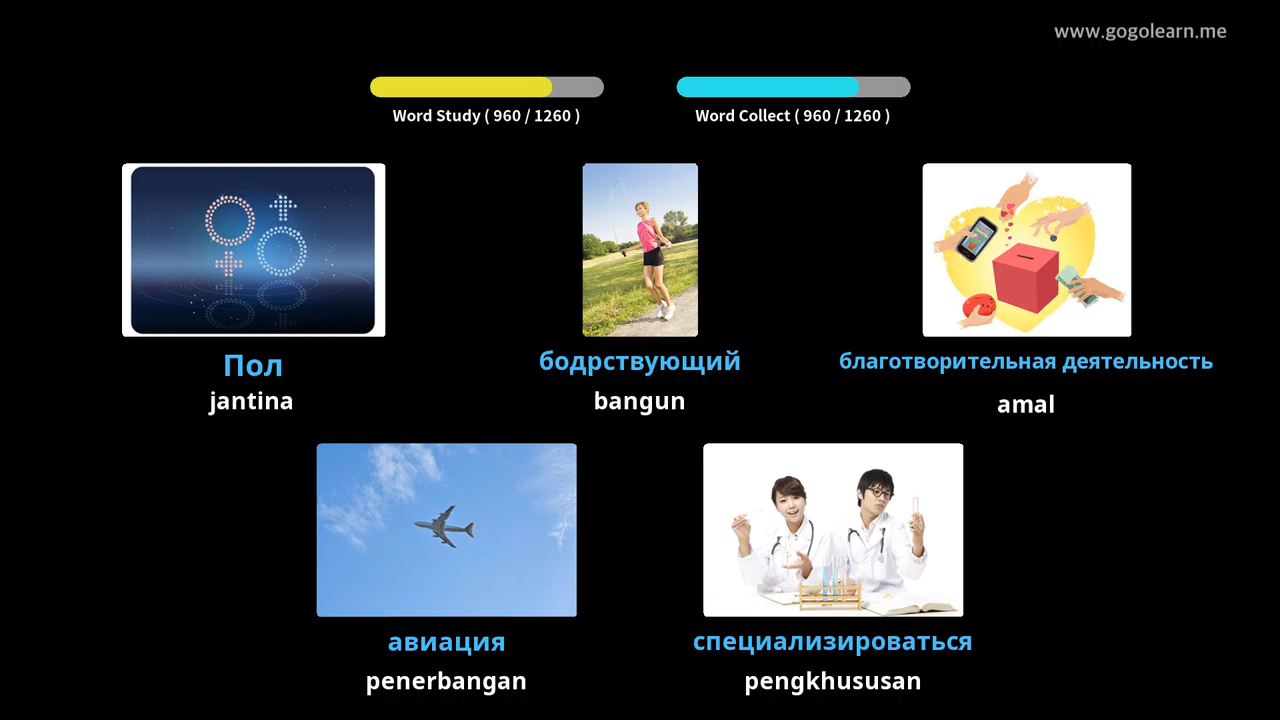 www.gogolearn.me
Word Study ( 960 / 1260 )
Word Collect ( 960 / 1260 )
Пол
jantina
бодрствующий
bangun
благотворительная деятельность
amal
авиация
penerbangan
специализироваться
pengkhususan